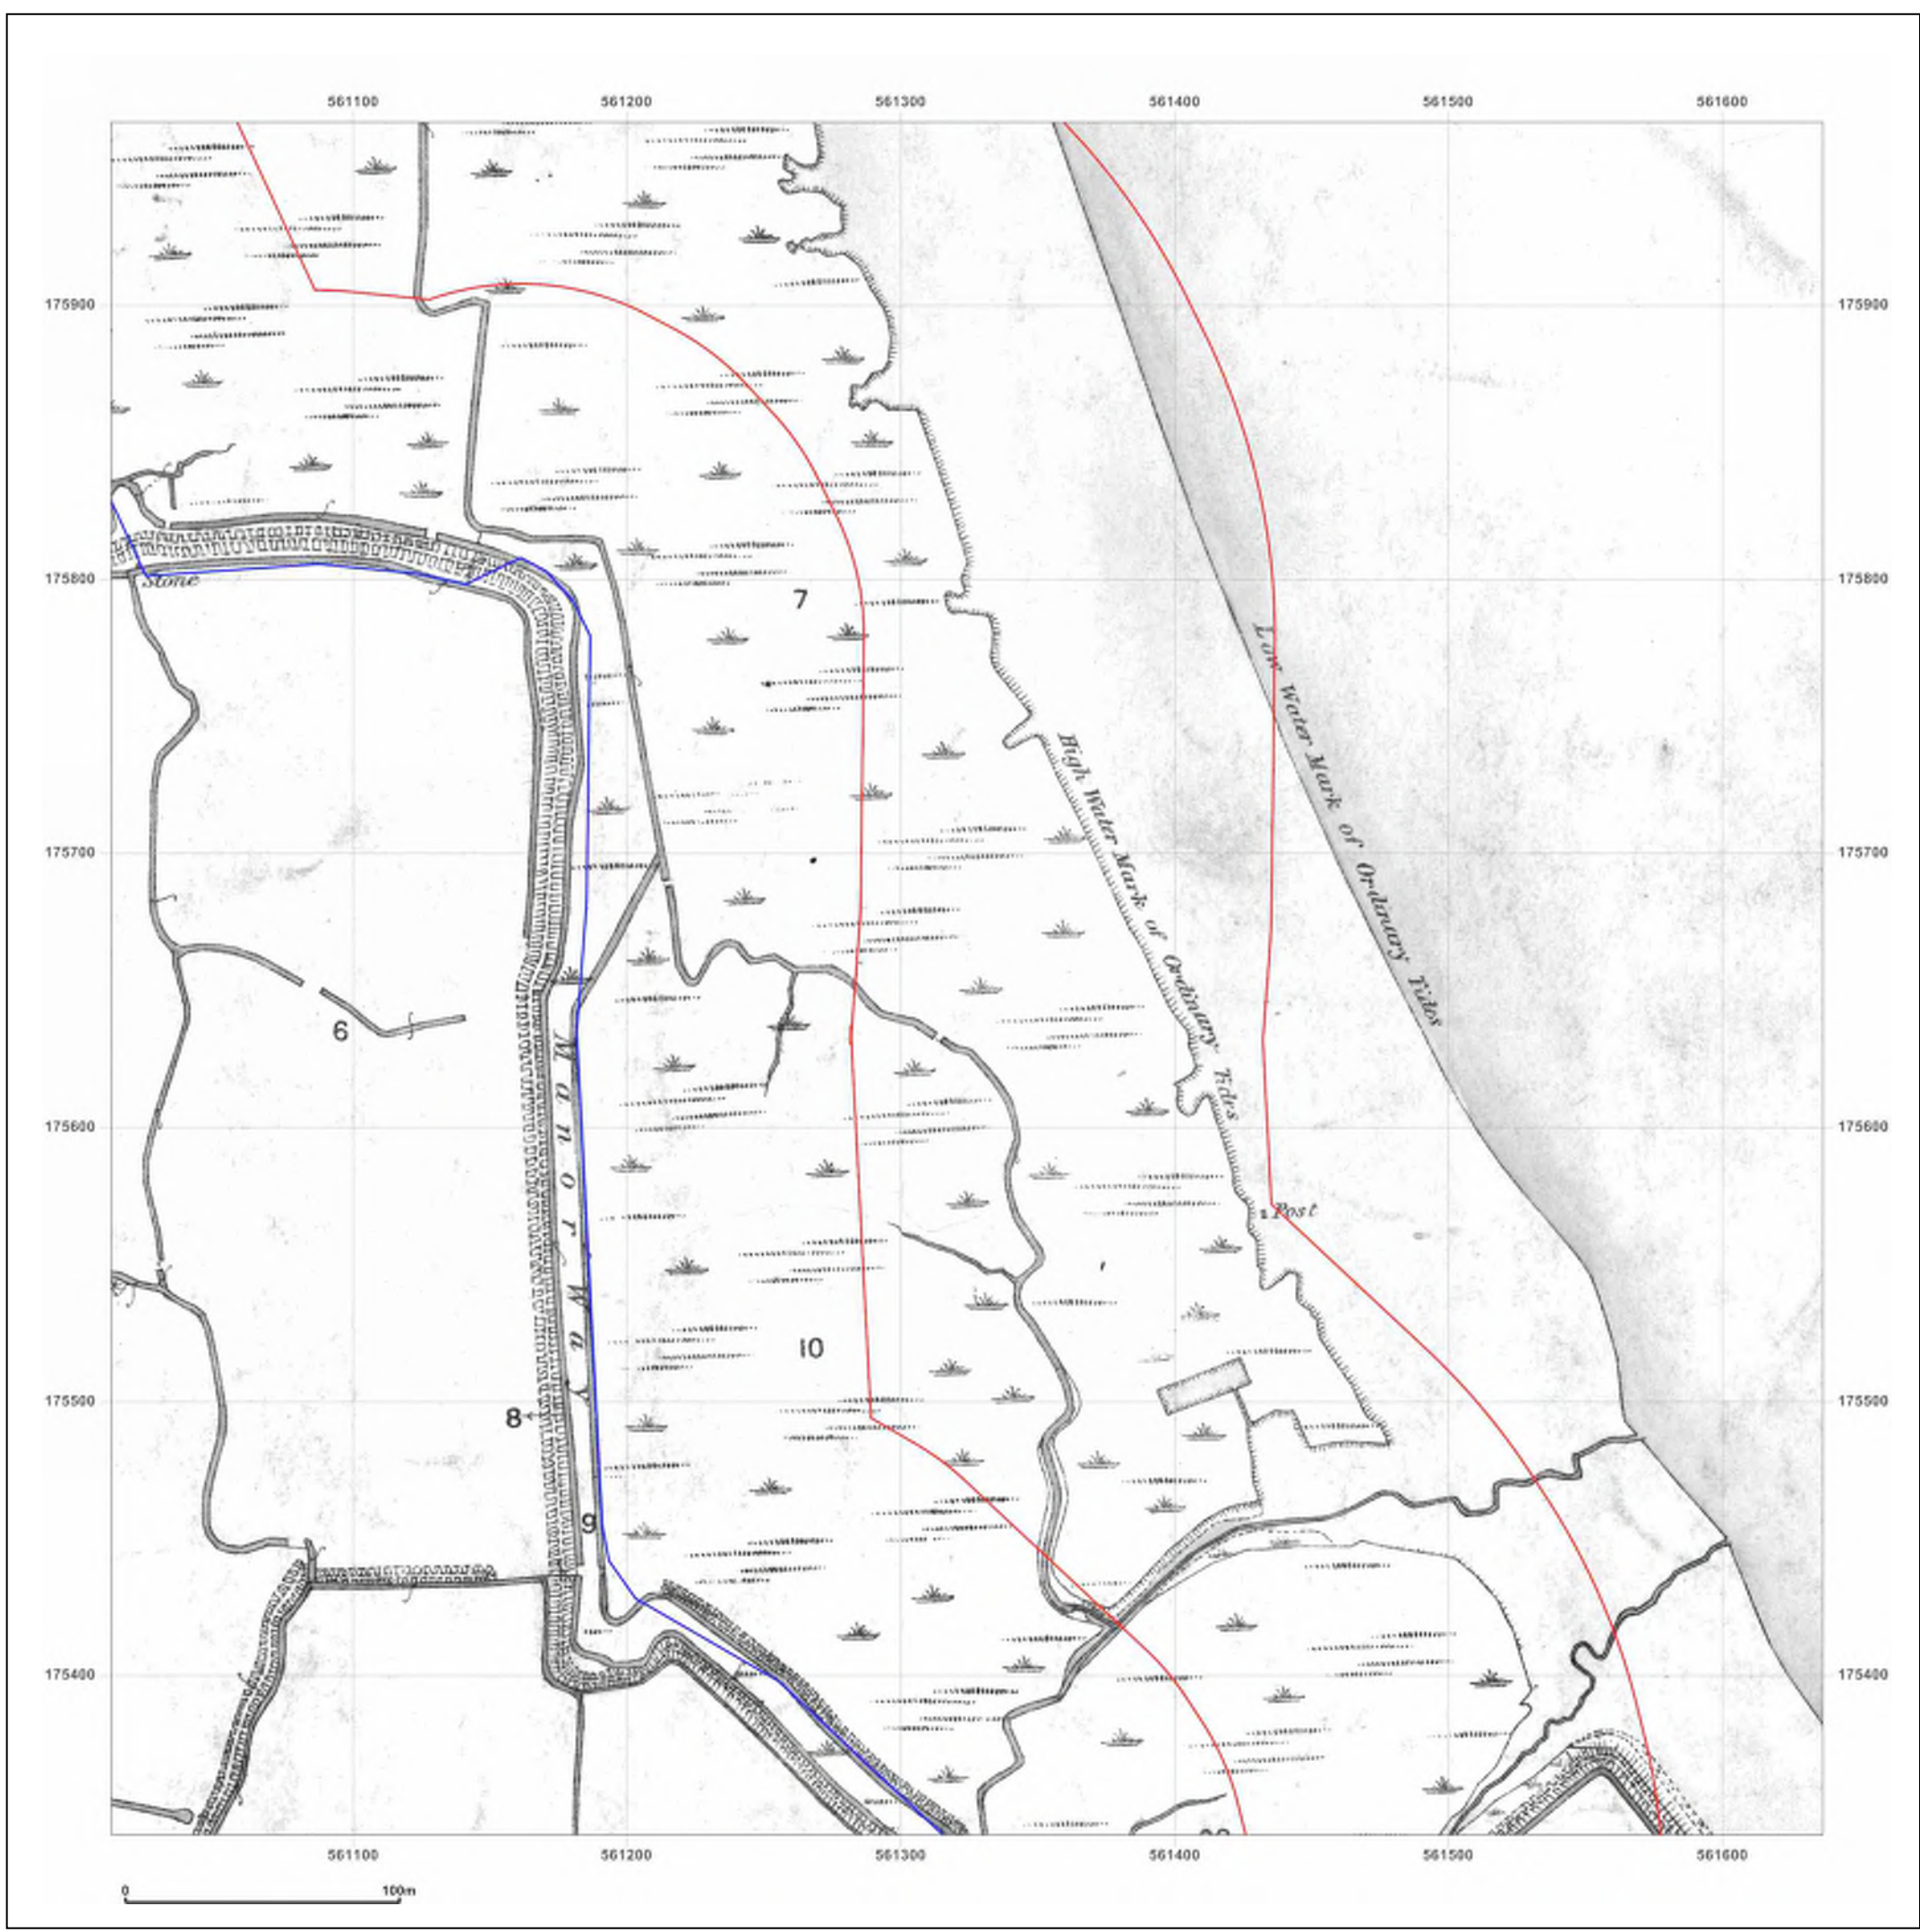 561100 561200 561300 561400 561500 561600
175900 175900
175800 175800
Stone
7
Low Water Mark of Ordinary Tides
High Water Mark of Ordinary Tides
175700 175700
6
Manor Way
175600 175600
Post
10
175500 175500
8
9
175400 175400
561100 561200 561300 561400 561500 561600
0 100m